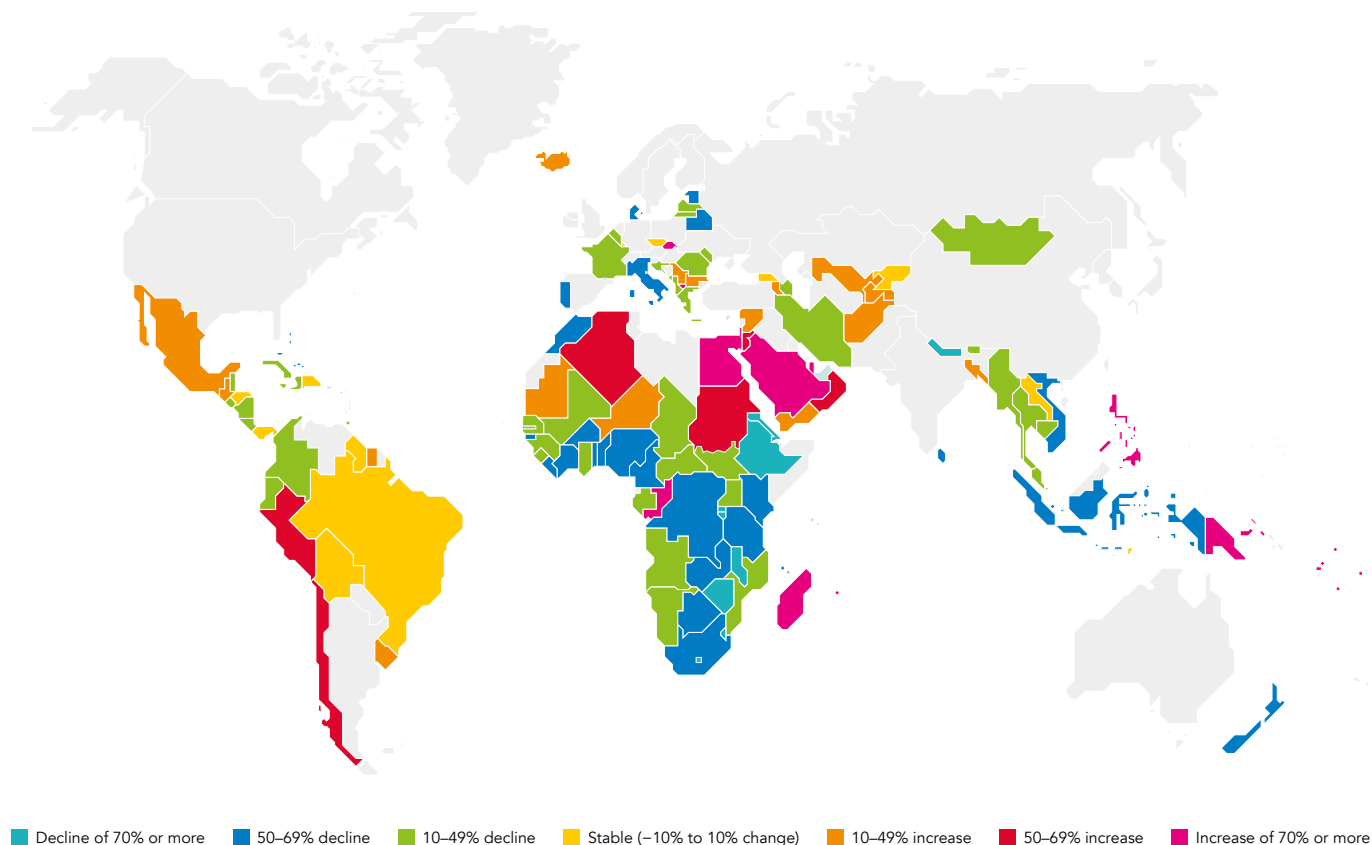 Decline of 70% or more 50–69% decline 10–49% decline Stable (−10% to 10% change) 10–49% increase 50–69% increase Increase of 70% or more